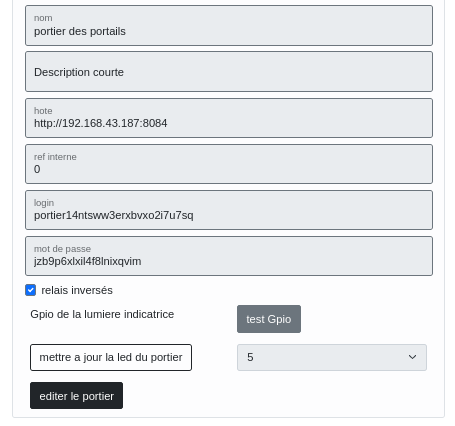 nom
portier des portails
Description courte
hote
http://192.168.43.187:8084
ref interne
0
login
portier14ntsww3erxbvxo2i7u7sq
mot de passe
jzb9p6xlxil4f8lnixqvim
relais inversés
Gpio de la lumiere indicatrice
test Gpio
mettre a jour la led du portier
5
editer le portier